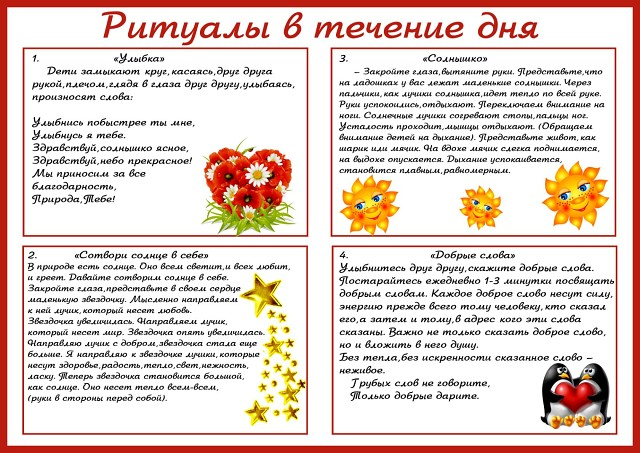 Ритуалы в течение дня
1. «Улыбка»
Дети замыкают круг,касаясь,друг друга
рукой,плечом,глядя в глаза друг другу,улыбаясь,
произносят слова:
Улыбнись побыстрее ты мне,
Улыбнусь я тебе.
Здравствуй,солнышко ясное,
Здравствуй,небо прекрасное!
Мы приносим за все
благодарность,
Природа,Тебе!
2. «Сотвори солнце в себе»
В природе есть солнце. Оно всем светит,и всех любит,
и греет. Давайте сотворим солнце в себе.
Закройте глаза,представьте в своем сердце
маленькую звездочку. Мысленно направляем
к ней лучик,который несет любовь.
Звездочка увеличилась. Направляем лучик,
который несет мир. Звездочка опять увеличилась.
Направляю лучик с добром,звездочка стала еще
больше. Я направляю к звездочке лучики,которые
несут здоровье,радость,тепло,свет,нежность,
ласку. Теперь звездочка становится большой,
как солнце. Оно несет тепло всем-всем,
(руки в стороны перед собой).
3. «Солнышко»
– Закройте глаза,вытяните руки. Представьте,что
на ладошках у вас лежат маленькие солнышки. Через
пальчики,как лучики солнышка,идет тепло по всей руке.
Руки успокоились,отдыхают. Переключаем внимание на
ноги. Солнечные лучики согревают стопы,пальцы ног.
Усталость проходит,мышцы отдыхают. (Обращаем
внимание детей на дыхание). Представьте живот, как
шарик или мячик. На вдохе мячик слегка поднимается,
на выдохе опускается. Дыхание успокаивается,
становится плавным,равномерным.
4. «Добрые слова»
Улыбнитесь друг другу,скажите добрые слова.
Постарайтесь ежедневно 1-3 минутки посвящать
добрым словам. Каждое доброе слово несут силу,
энергию прежде всего тому человеку,кто сказал
его,а затем и тому,в адрес кого эти слова
сказаны. Важно не только сказать доброе слово,
но и вложить в него душу.
Без тепла,без искренности сказанное слово –
неживое.
Грубых слов не говорите,
Только добрые дарите.